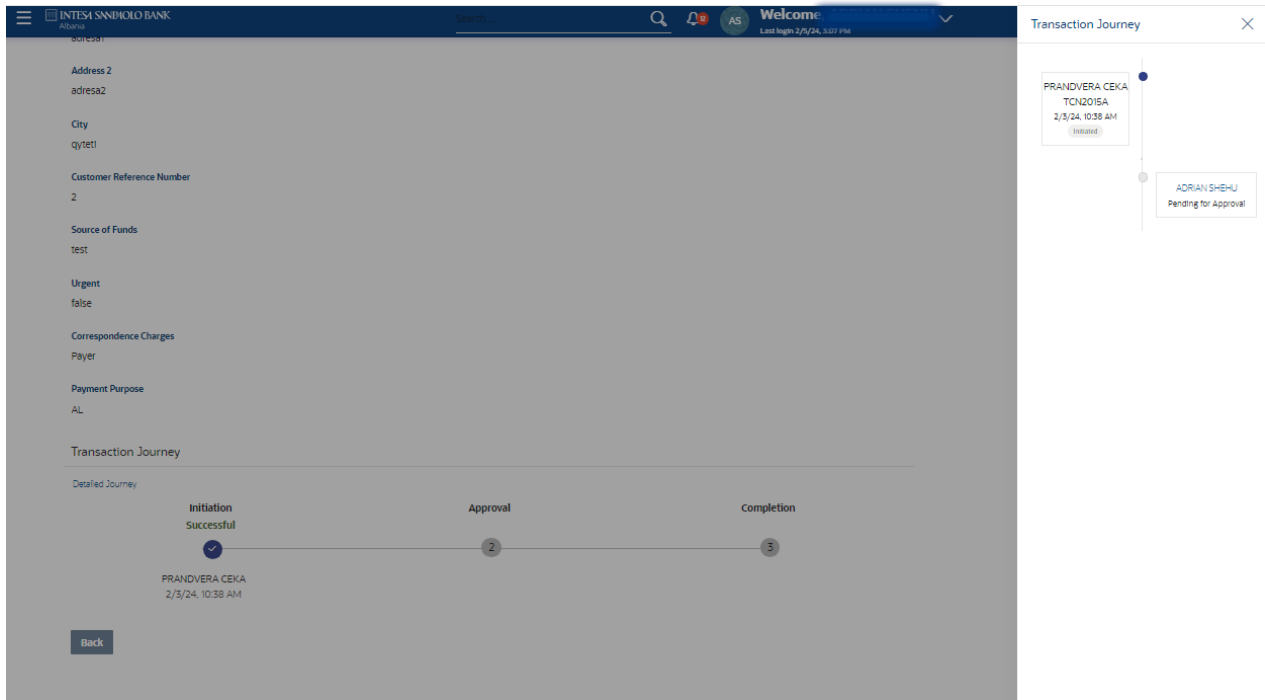 INTESA SANPAOLO BANK
Albania
Search...
12
AS
Welcome
Last login 2/5/24, 3:07 PM
adresa1
Address 2
adresa2
City
qyteti
Customer Reference Number
2
Source of Funds
test
Urgent
false
Correspondence Charges
Payer
Payment Purpose
AL
Transaction Journey
Detailed Journey
Initiation
Approval
Completion
Successful
2
3
PRANDVERA CEKA
2/3/24, 10:38 AM
Back
Transaction Journey
PRANDVERA CEKA
TCN2015A
2/3/24, 10:38 AM
Initiated
ADRIAN SHEHU
Pending for Approval